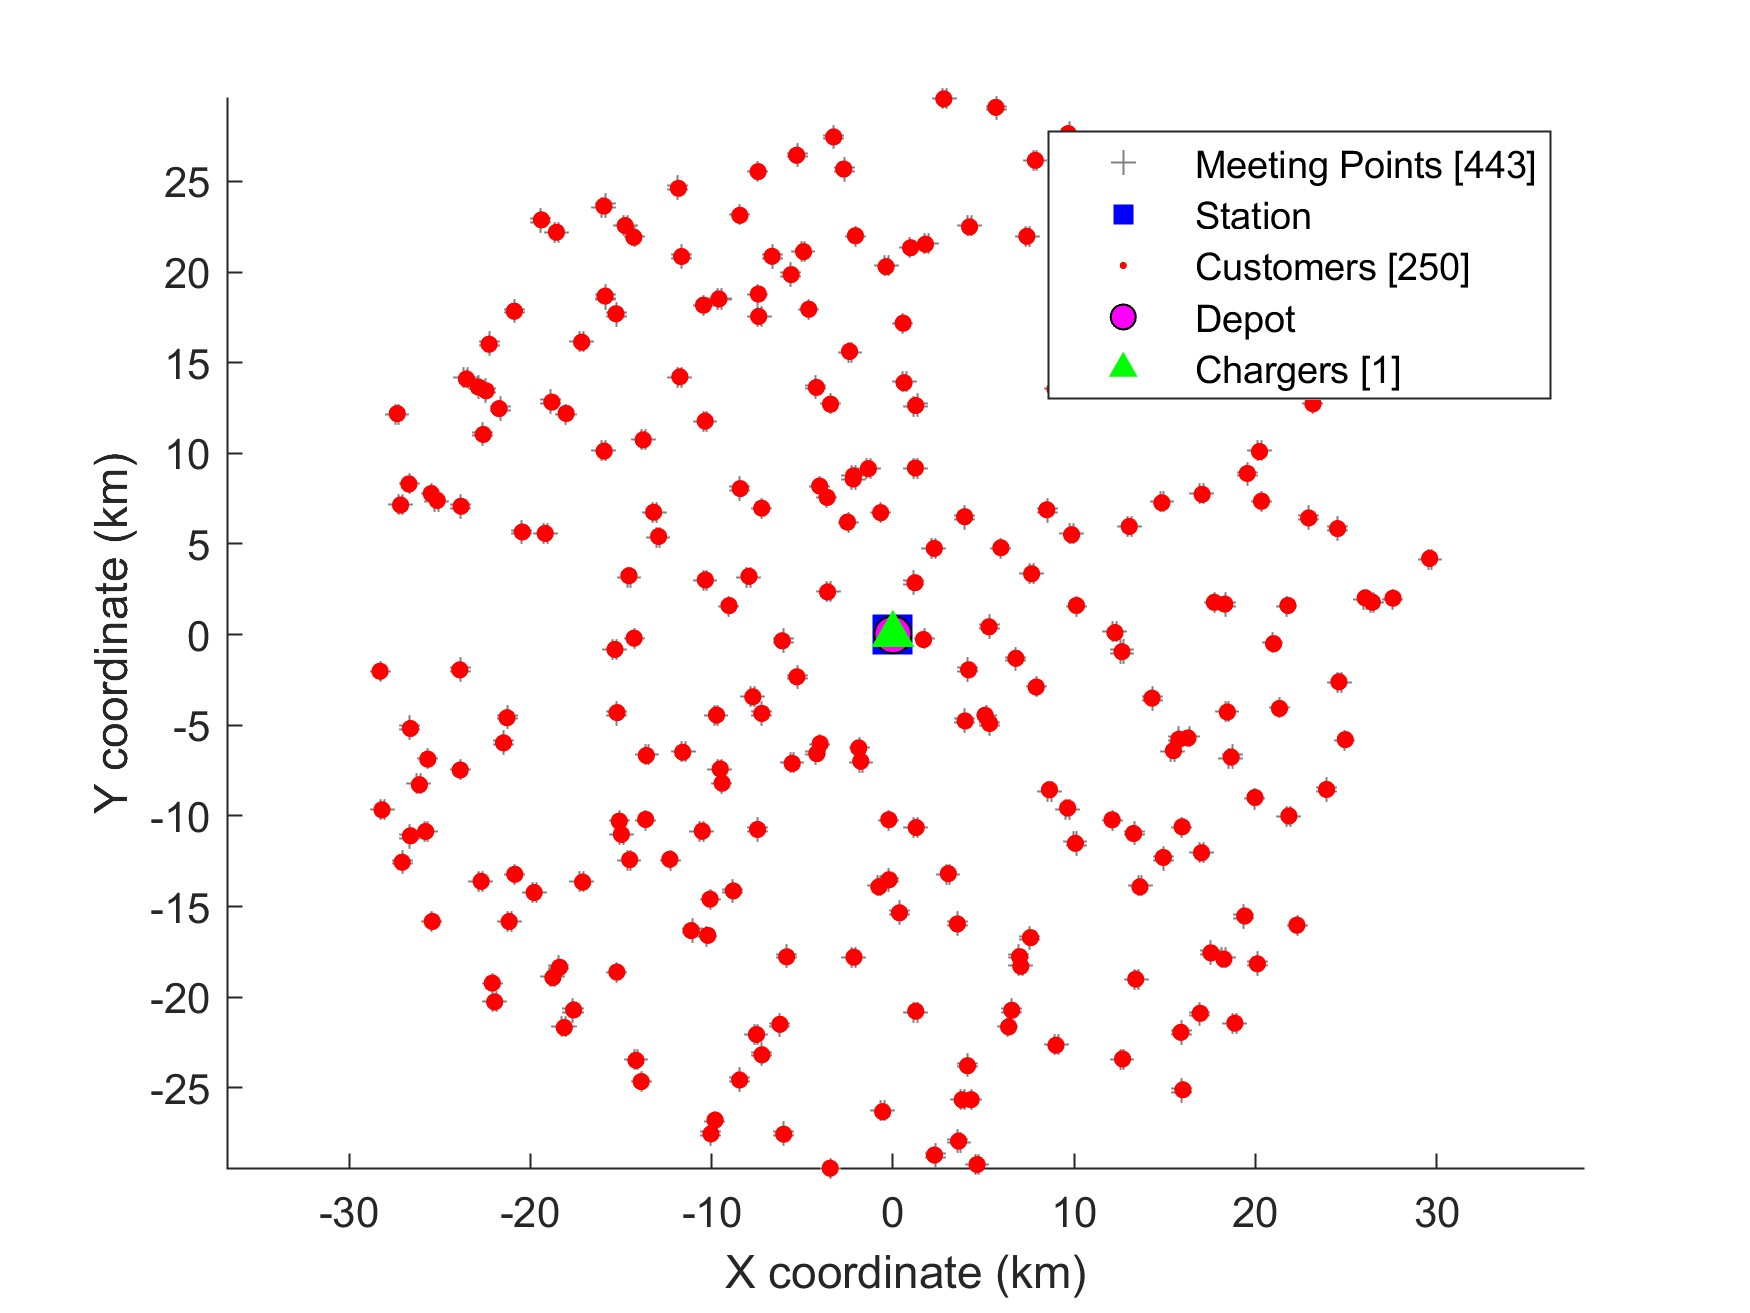 Meeting Points [443]
Station
Customers [250]
Depot
Chargers [1]
25
20
15
10
5
0
-5
-10
-15
-20
-25
Y coordinate (km)
-30
-20
-10
0
10
20
30
X coordinate (km)